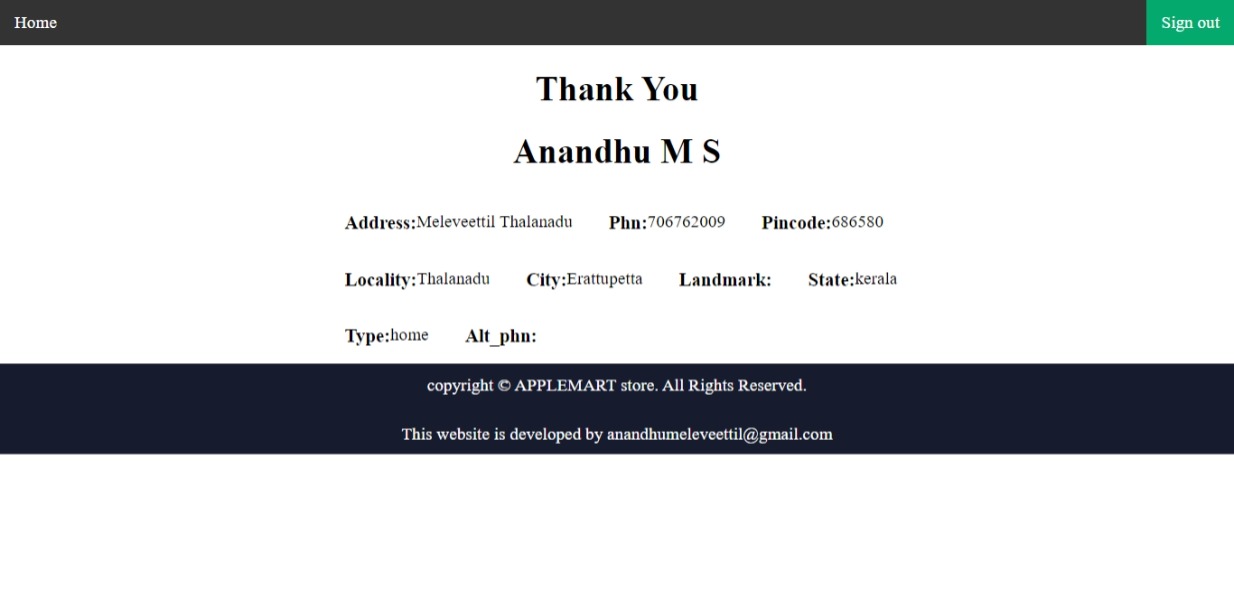 Home Sign out
Thank You
Anandhu M S
Address:Meleveettil Thalanadu Phn:706762009 Pincode:686580
Locality:Thalanadu City:Erattupetta Landmark: State:kerala
Type:home Alt_phn:
copyright © APPLEMART store. All Rights Reserved.
This website is developed by anandhumeleveettil@gmail.com